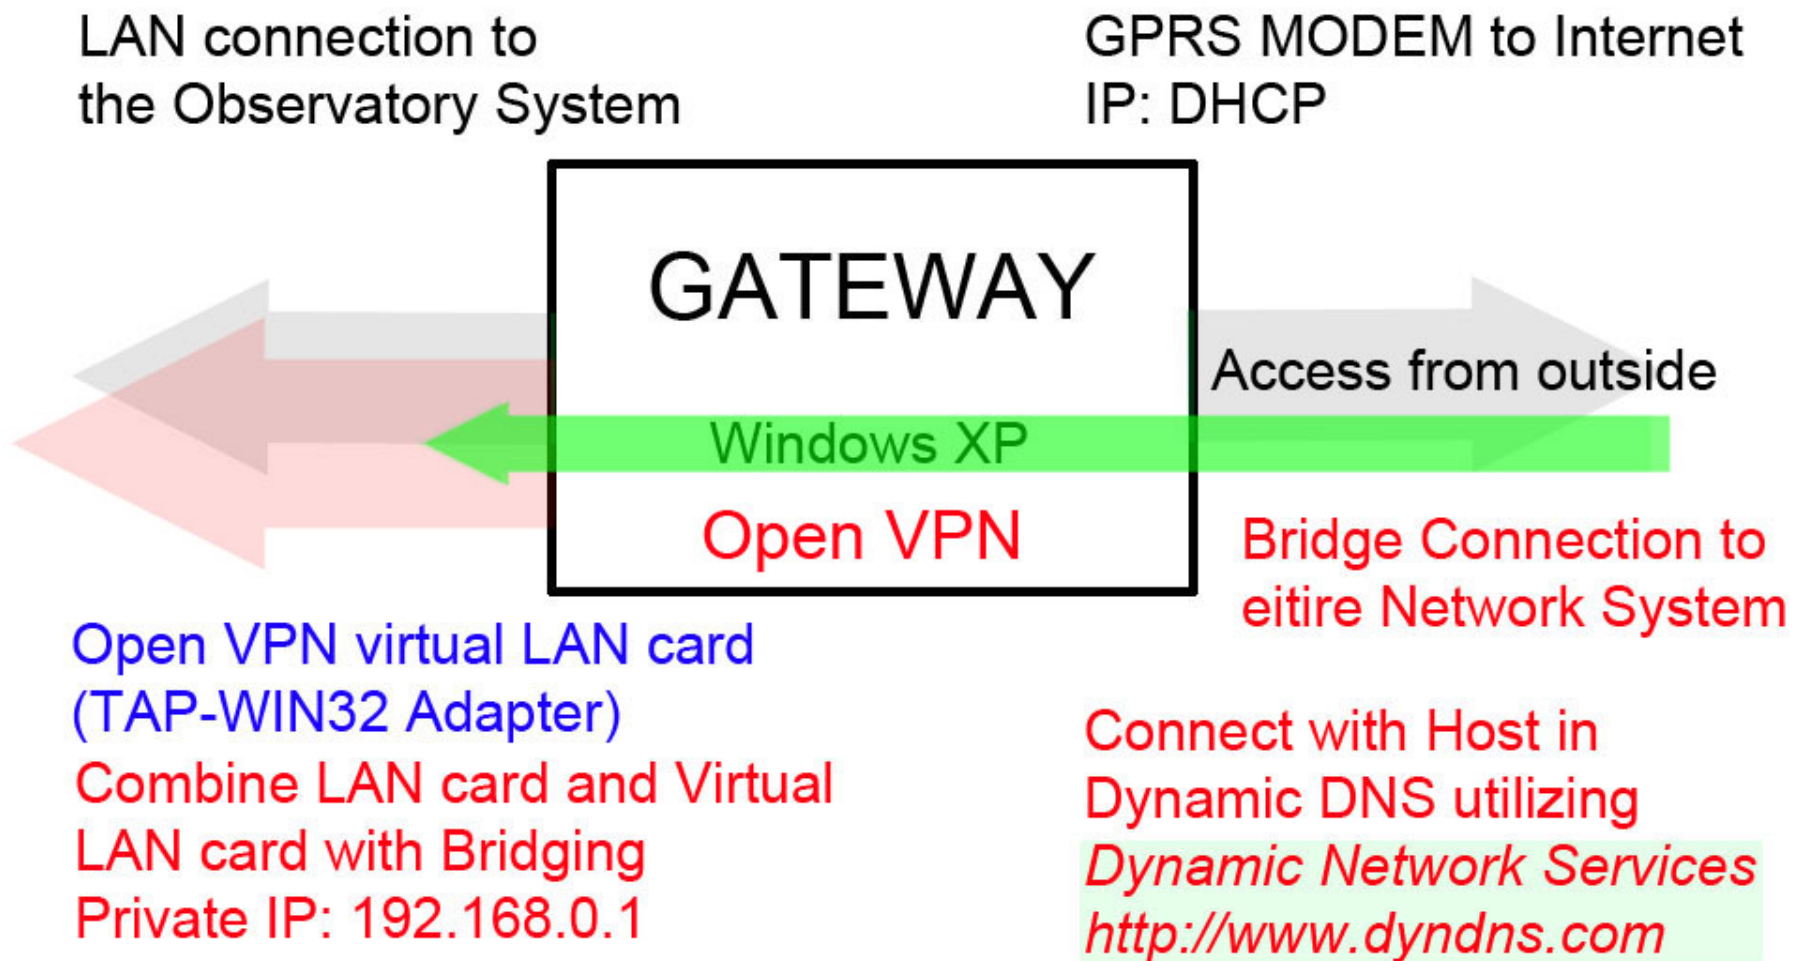 LAN connection to
the Observatory System
GPRS MODEM to Internet
IP: DHCP
GATEWAY
Access from outside
Windows XP
Open VPN
Bridge Connection to
eitire Network System
Open VPN virtual LAN card
(TAP-WIN32 Adapter)
Combine LAN card and Virtual
LAN card with Bridging
Private IP: 192.168.0.1
Connect with Host in
Dynamic DNS utilizing
Dynamic Network Services
http://www.dyndns.com